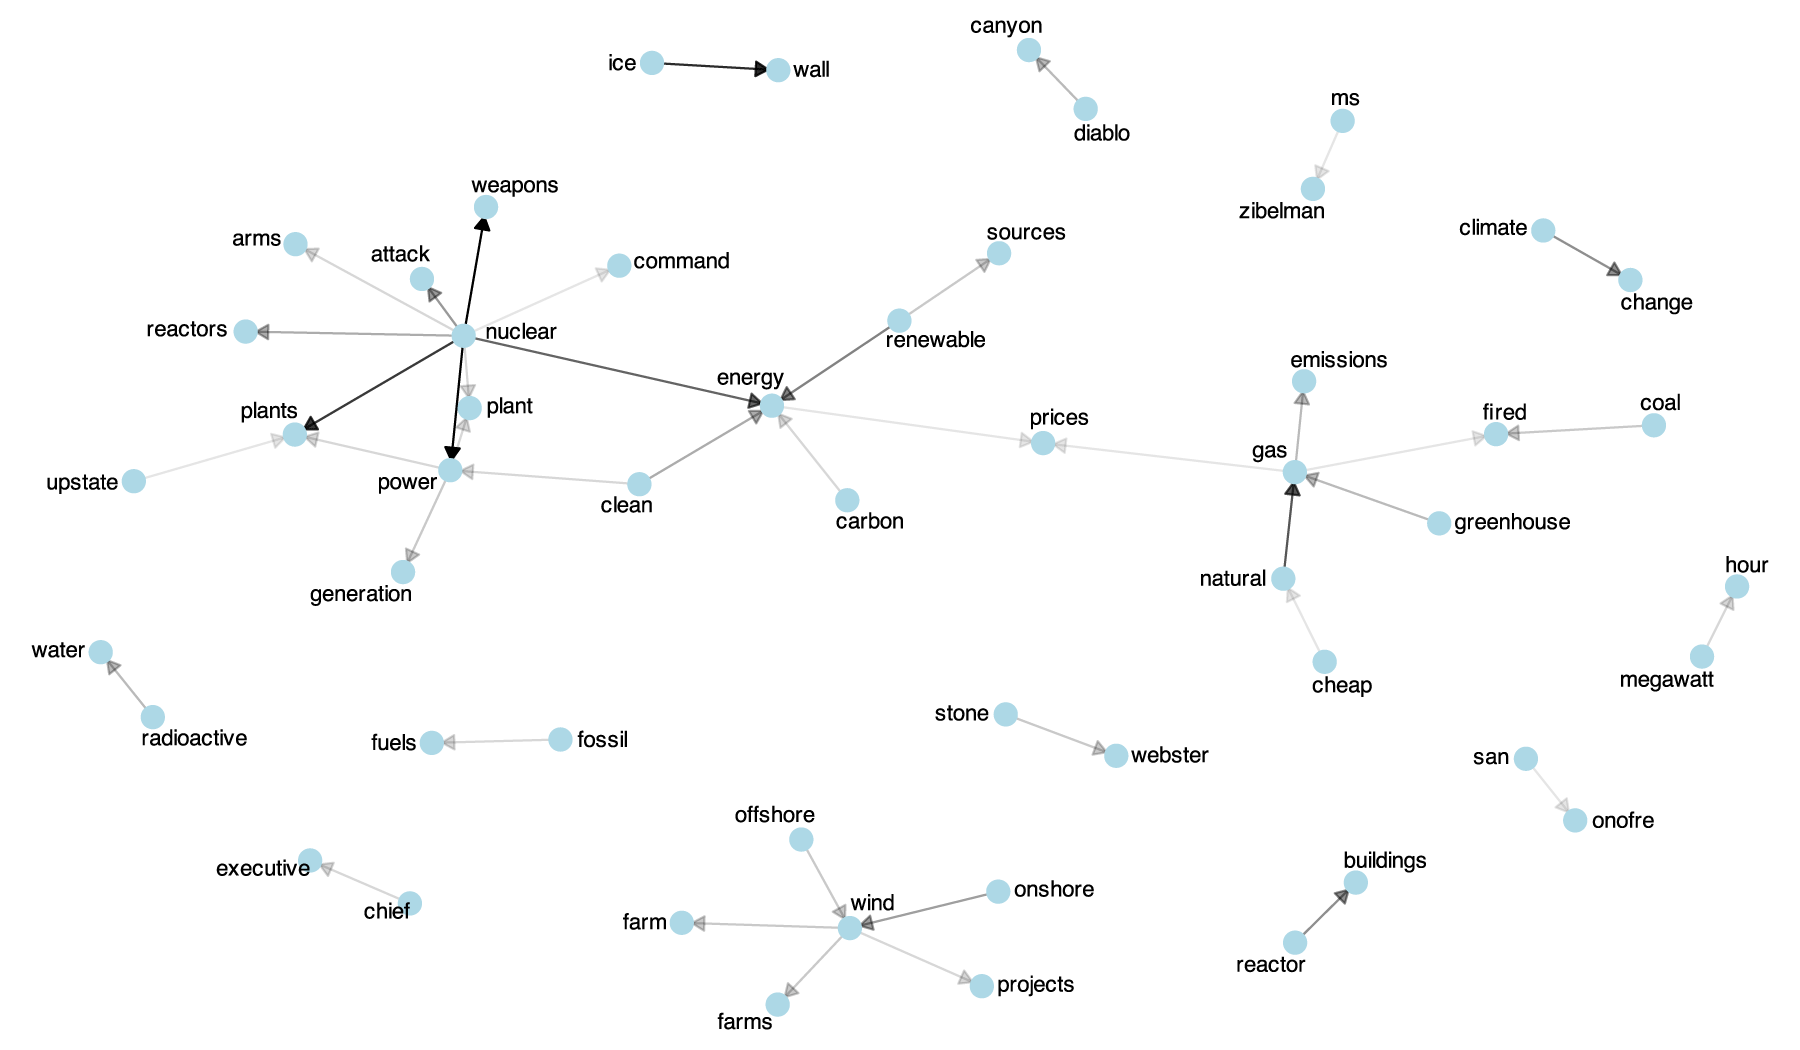 canyon
ice
wall
ms
diablo
weapons
zibelman
arms
attack
command
sources
climate
change
reactors
nuclear
renewable
emissions
energy
plants
plant
prices
fired
coal
gas
upstate
power
clean
carbon
greenhouse
generation
natural
hour
water
cheap
megawatt
radioactive
fuels
fossil
stone
webster
san
offshore
onofre
executive
buildings
chief
onshore
wind
farm
reactor
projects
farms